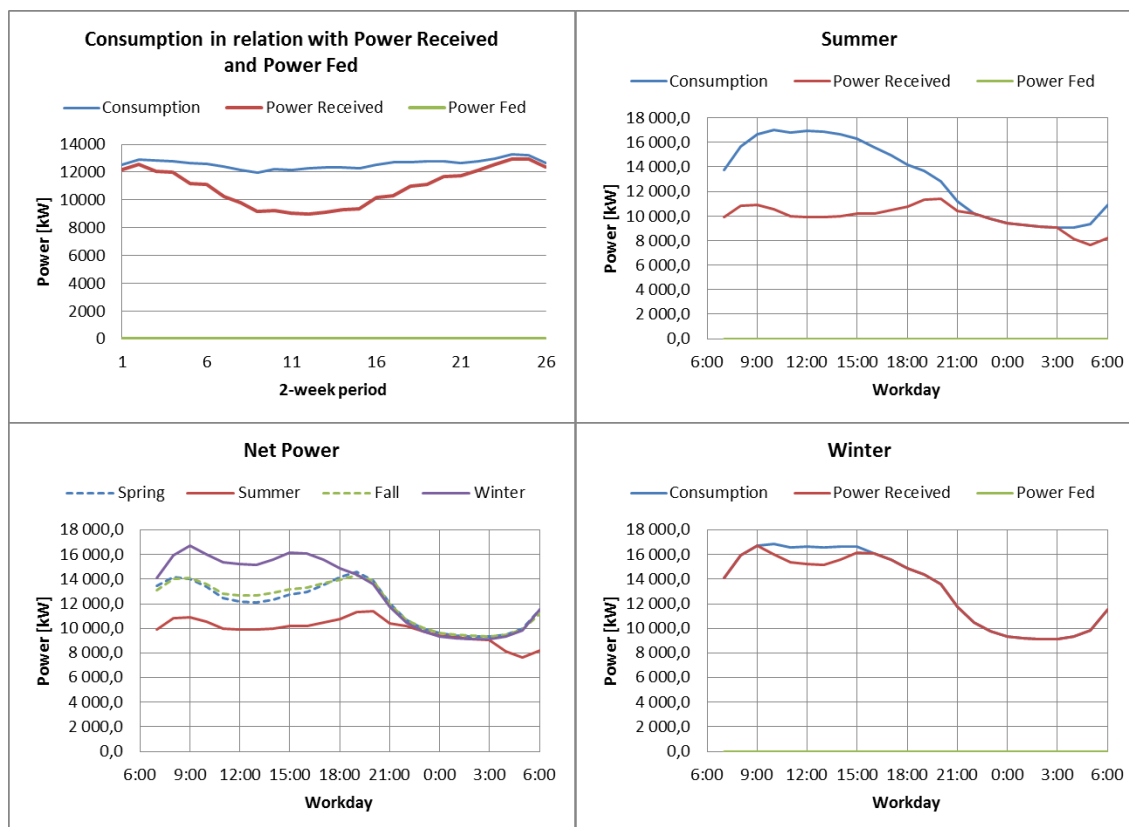 Consumption in relation with Power Received
and Power Fed
Consumption Power Received Power Fed
14000
12000
10000
8000
6000
4000
2000
0
Power [kW]
1 6 11 16 21 26
2-week period
Summer
Consumption Power Received Power Fed
18 000,0
16 000,0
14 000,0
12 000,0
10 000,0
8 000,0
6 000,0
4 000,0
2 000,0
0,0
Power [kW]
6:00 9:00 12:00 15:00 18:00 21:00 0:00 3:00 6:00
Workday
Net Power
Spring Summer Fall Winter
18 000,0
16 000,0
14 000,0
12 000,0
10 000,0
8 000,0
6 000,0
4 000,0
2 000,0
0,0
Power [kW]
6:00 9:00 12:00 15:00 18:00 21:00 0:00 3:00 6:00
Workday
Winter
Consumption Power Received Power Fed
18 000,0
16 000,0
14 000,0
12 000,0
10 000,0
8 000,0
6 000,0
4 000,0
2 000,0
0,0
Power [kW]
6:00 9:00 12:00 15:00 18:00 21:00 0:00 3:00 6:00
Workday